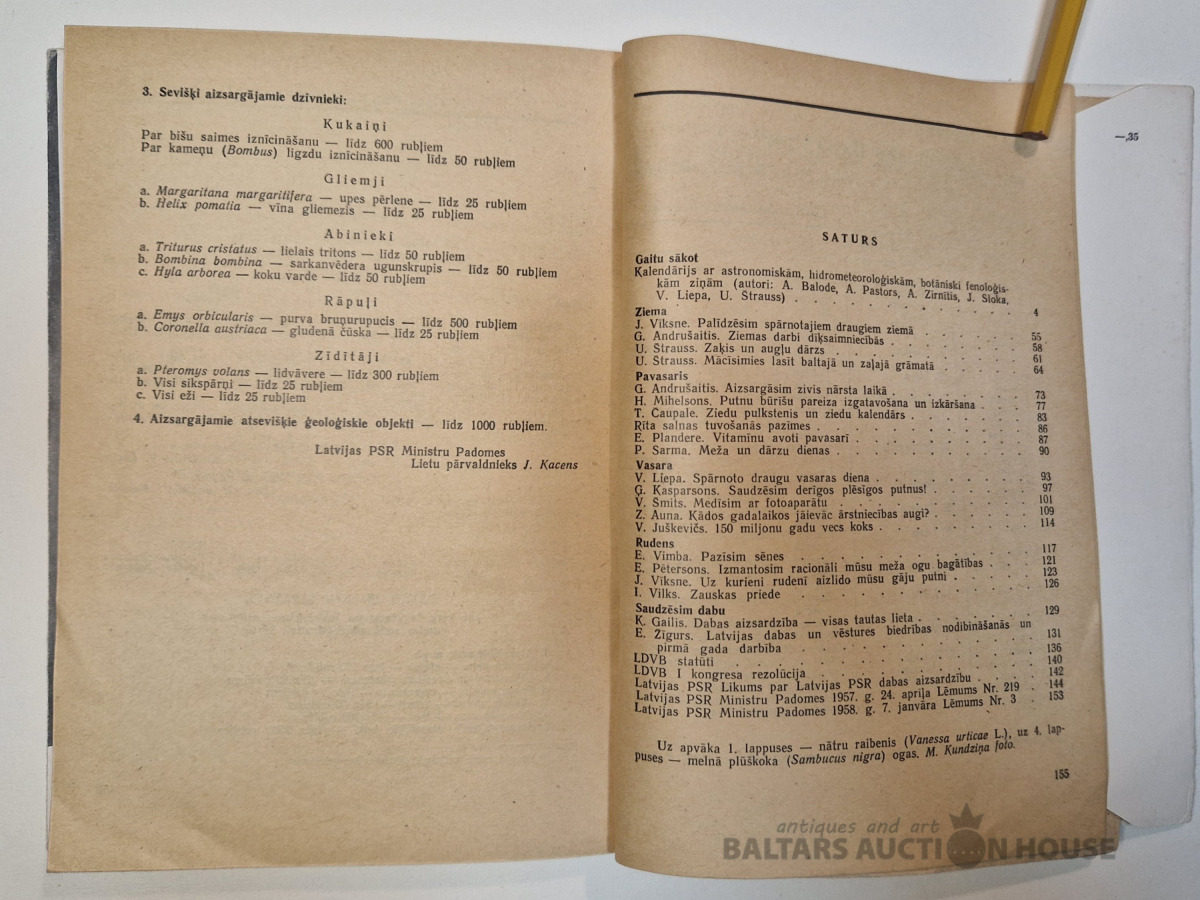 3. Sevišķi aizsargājamie dzīvnieki:
Kukaiņi
Par bišu saimes iznīcināšanu — līdz 600 rubļiem
Par kameņu (Bombus) ligzdu iznīcināšanu — līdz 50 rubļiem
Gliemji
a. Margaritana margaritifera — upes pērlene — līdz 25 rubļiem
b. Helix pomatia — vīna gliemezis — līdz 25 rubļiem
Abinieki
a. Triturus cristatus — lielais tritons — līdz 50 rubļiem
b. Bombina bombina — sarkanvēdera ugunskrupis — līdz 50 rubļiem
c. Hyla arborea — koku varde — līdz 50 rubļiem
Rāpuļi
a. Emys orbicularis — purva bruņurupucis — līdz 500 rubļiem
b. Coronella austriaca — gludenā čūska — līdz 25 rubļiem
Zīdītāji
a. Pteromys volans — lidvāvere — līdz 300 rubļiem
b. Visi sikspārņi — līdz 25 rubļiem
c. Visi eži — līdz 25 rubļiem
4. Aizsargājamie atsevišķie ģeoloģiskie objekti — līdz 1000 rubļiem.
Latvijas PSR Ministru Padomes
Lietu pārvaldnieks J. Kacens
SATURS
Gaitu sākot
Kalendārijs ar astronomiskām, hidrometeoroloģiskām, botāniski fenoloģis-
kām ziņām (autori: A. Balode, A. Pastors, A. Zirnītis, J. Sloka,
V. Liepa, U. Strauss) . . . . . . . . . . 4
Ziema
J. Vīksne. Palīdzēsim spārnotajiem draugiem ziemā . . . . 55
G. Andrušaitis. Ziemas darbi dīķsaimniecībās . . . . . 58
U. Strauss. Zaķis un augļu dārzs . . . . . . . . 61
U. Strauss. Mācīsimies lasīt baltajā un zaļajā grāmatā . . . . 64
Pavasaris
G. Andrušaitis. Aizsargāsim zivis nārsta laikā . . . . . 73
H. Mihelsons. Putnu būrīšu pareiza izgatavošana un izkāršana . . . 77
T. Čaupale. Ziedu pulkstenis un ziedu kalendārs . . . . . 83
Rīta salnas tuvošanās pazīmes . . . . . . . . 86
E. Plandere. Vitamīnu avoti pavasarī . . . . . . . 87
P. Sarma. Meža un dārzu dienas . . . . . . . . 90
Vasara
V. Liepa. Spārnoto draugu vasaras diena . . . . . . 93
Ģ. Kasparsons. Saudzēsim derīgos plēsīgos putnus! . . . . 97
V. Šmits. Medīsim ar fotoaparātu . . . . . . . 101
Z. Auna. Kādos gadalaikos jāievāc ārstniecības augi? . . . . 109
V. Juškevičs. 150 miljonu gadu vecs koks . . . . . . 114
Rudens
E. Vimba. Pazīsim sēnes . . . . . . . . . 117
E. Pētersons. Izmantosim racionāli mūsu meža ogu bagātības . . . 121
J. Vīksne. Uz kurieni rudenī aizlido mūsu gāju putni . . . . 123
I. Vilks. Zauskas priede . . . . . . . . . 126
Saudzēsim dabu
K. Gailis. Dabas aizsardzība — visas tautas lieta . . . . . 129
E. Žīgurs. Latvijas dabas un vēstures biedrības nodibināšanās un
pirmā gada darbība . . . . . . . . . 131
LDVB statūti . . . . . . . . . . . 136
LDVB I kongresa rezolūcija . . . . . . . . 140
Latvijas PSR Likums par Latvijas PSR dabas aizsardzību . . . . 142
Latvijas PSR Ministru Padomes 1957. g. 24. aprīļa Lēmums Nr. 219 . 144
Latvijas PSR Ministru Padomes 1958. g. 7. janvāra Lēmums Nr. 3 . 153
Uz apvāka 1. lappuses — nātru raibenis (Vanessa urticae L.), uz 4. lap-
puses — melnā plūškoka (Sambucus nigra) ogas. M. Kundziņa foto.
155
—,35
antiques and art
BALTARS AUCTION HOUSE